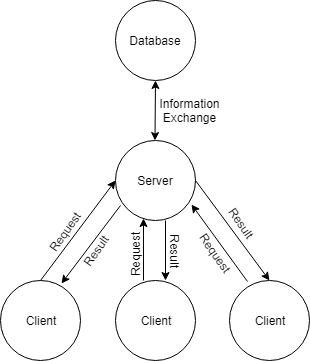 Database
Information
Exchange
Server
Request
Result
Request
Result
Request
Result
Client
Client
Client